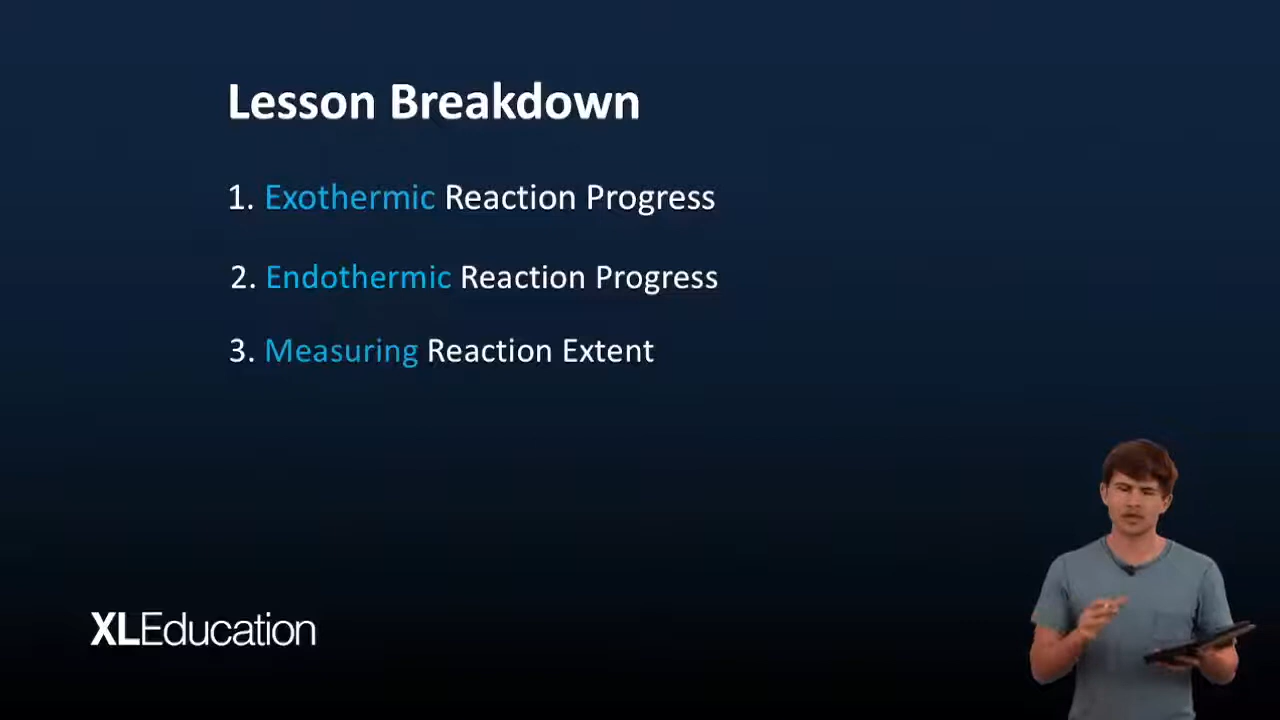 Lesson Breakdown
1. Exothermic Reaction Progress
2. Endothermic Reaction Progress
3. Measuring Reaction Extent
XLEducation